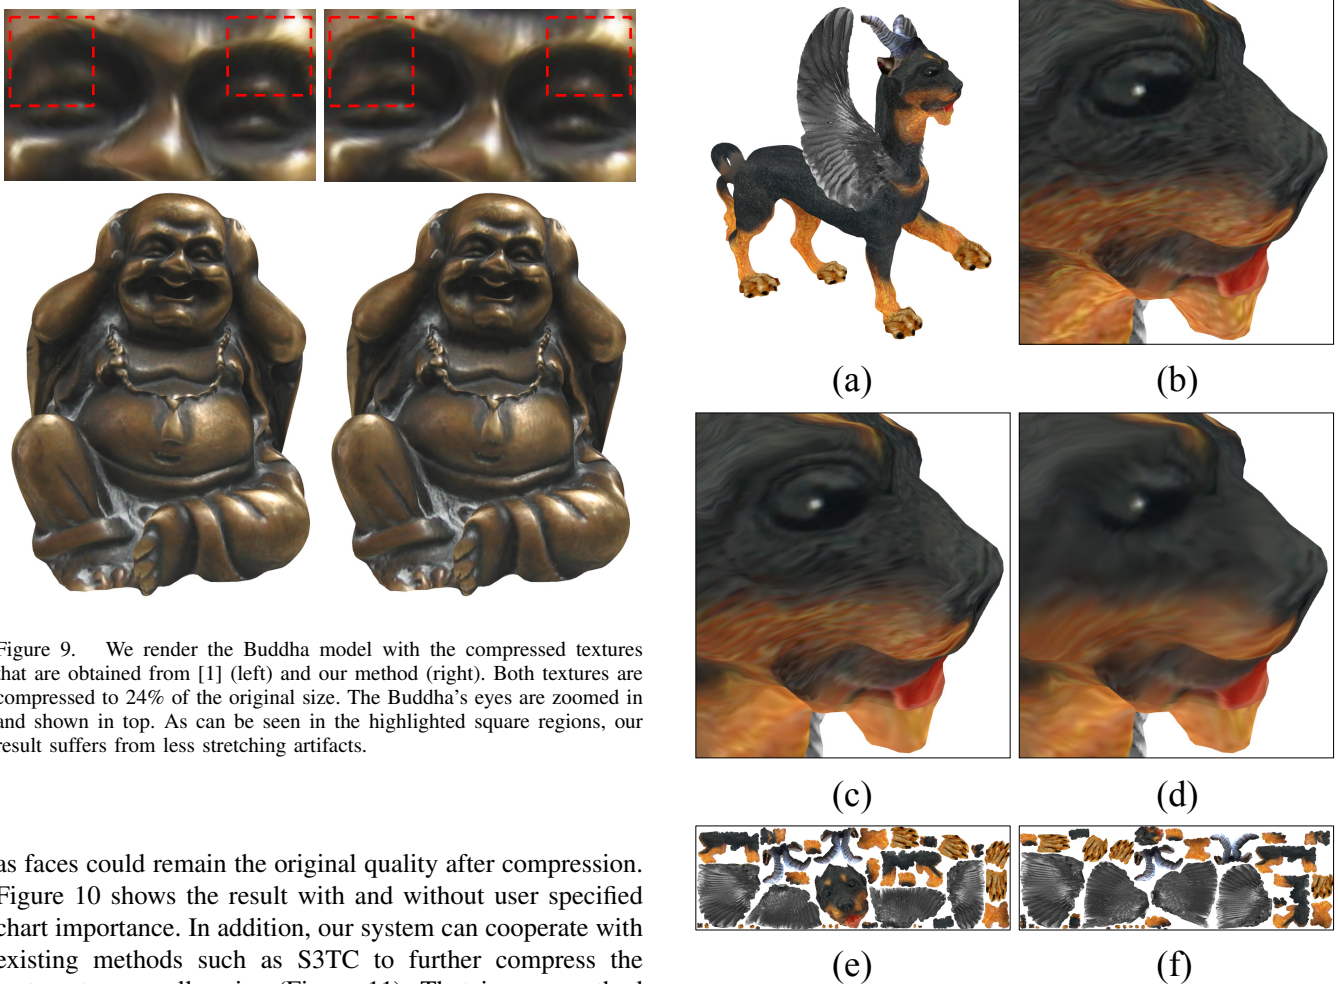 Figure 9. We render the Buddha model with the compressed textures
that are obtained from [1] (left) and our method (right). Both textures are
compressed to 24% of the original size. The Buddha's eyes are zoomed in
and shown in top. As can be seen in the highlighted square regions, our
result suffers from less stretching artifacts.
as faces could remain the original quality after compression.
Figure 10 shows the result with and without user specified
chart importance. In addition, our system can cooperate with
existing methods such as S3TC to further compress the
(a)
(b)
(c)
(d)
(e)
(f)